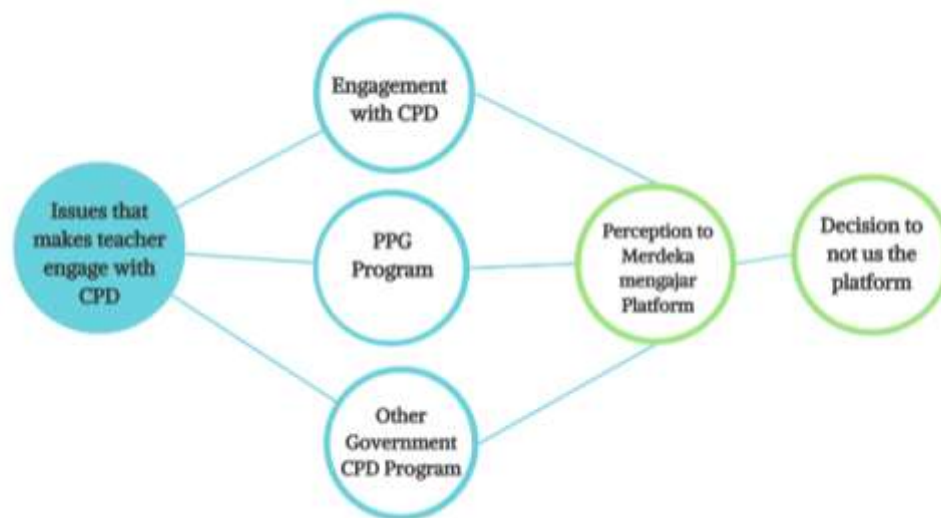 Issues that
makes teacher
engage with
CPD
Engagement
with CPD
PPG
Program
Other
Government
CPD Program
Perception to
Merdeka
mengajar
Platform
Decision to
not us the
platform